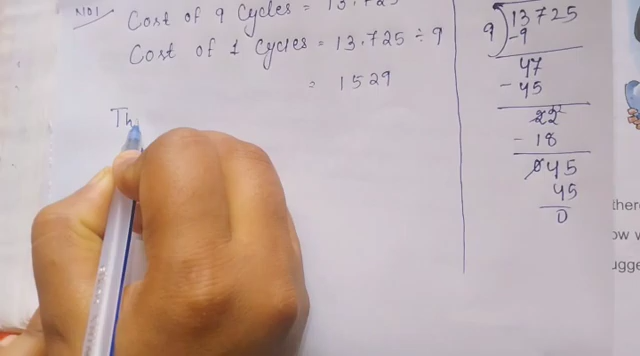 No1
Cost of 9 Cycles = 13,725
Cost of 1 Cycles = 13,725 ÷ 9
= 1529
Th
9 13725
-9
47
- 45
22
- 18
045
45
0